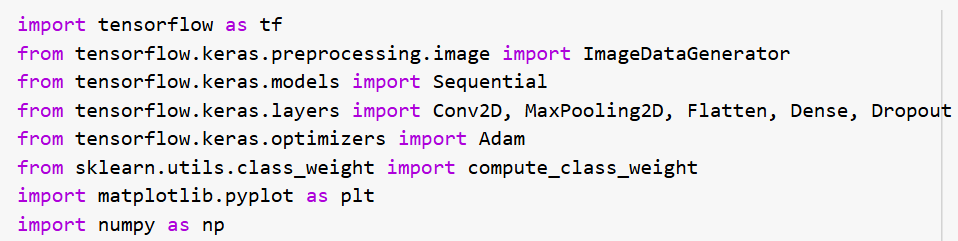 import tensorflow as tf
from tensorflow.keras.preprocessing.image import ImageDataGenerator
from tensorflow.keras.models import Sequential
from tensorflow.keras.layers import Conv2D, MaxPooling2D, Flatten, Dense, Dropout
from tensorflow.keras.optimizers import Adam
from sklearn.utils.class_weight import compute_class_weight
import matplotlib.pyplot as plt
import numpy as np